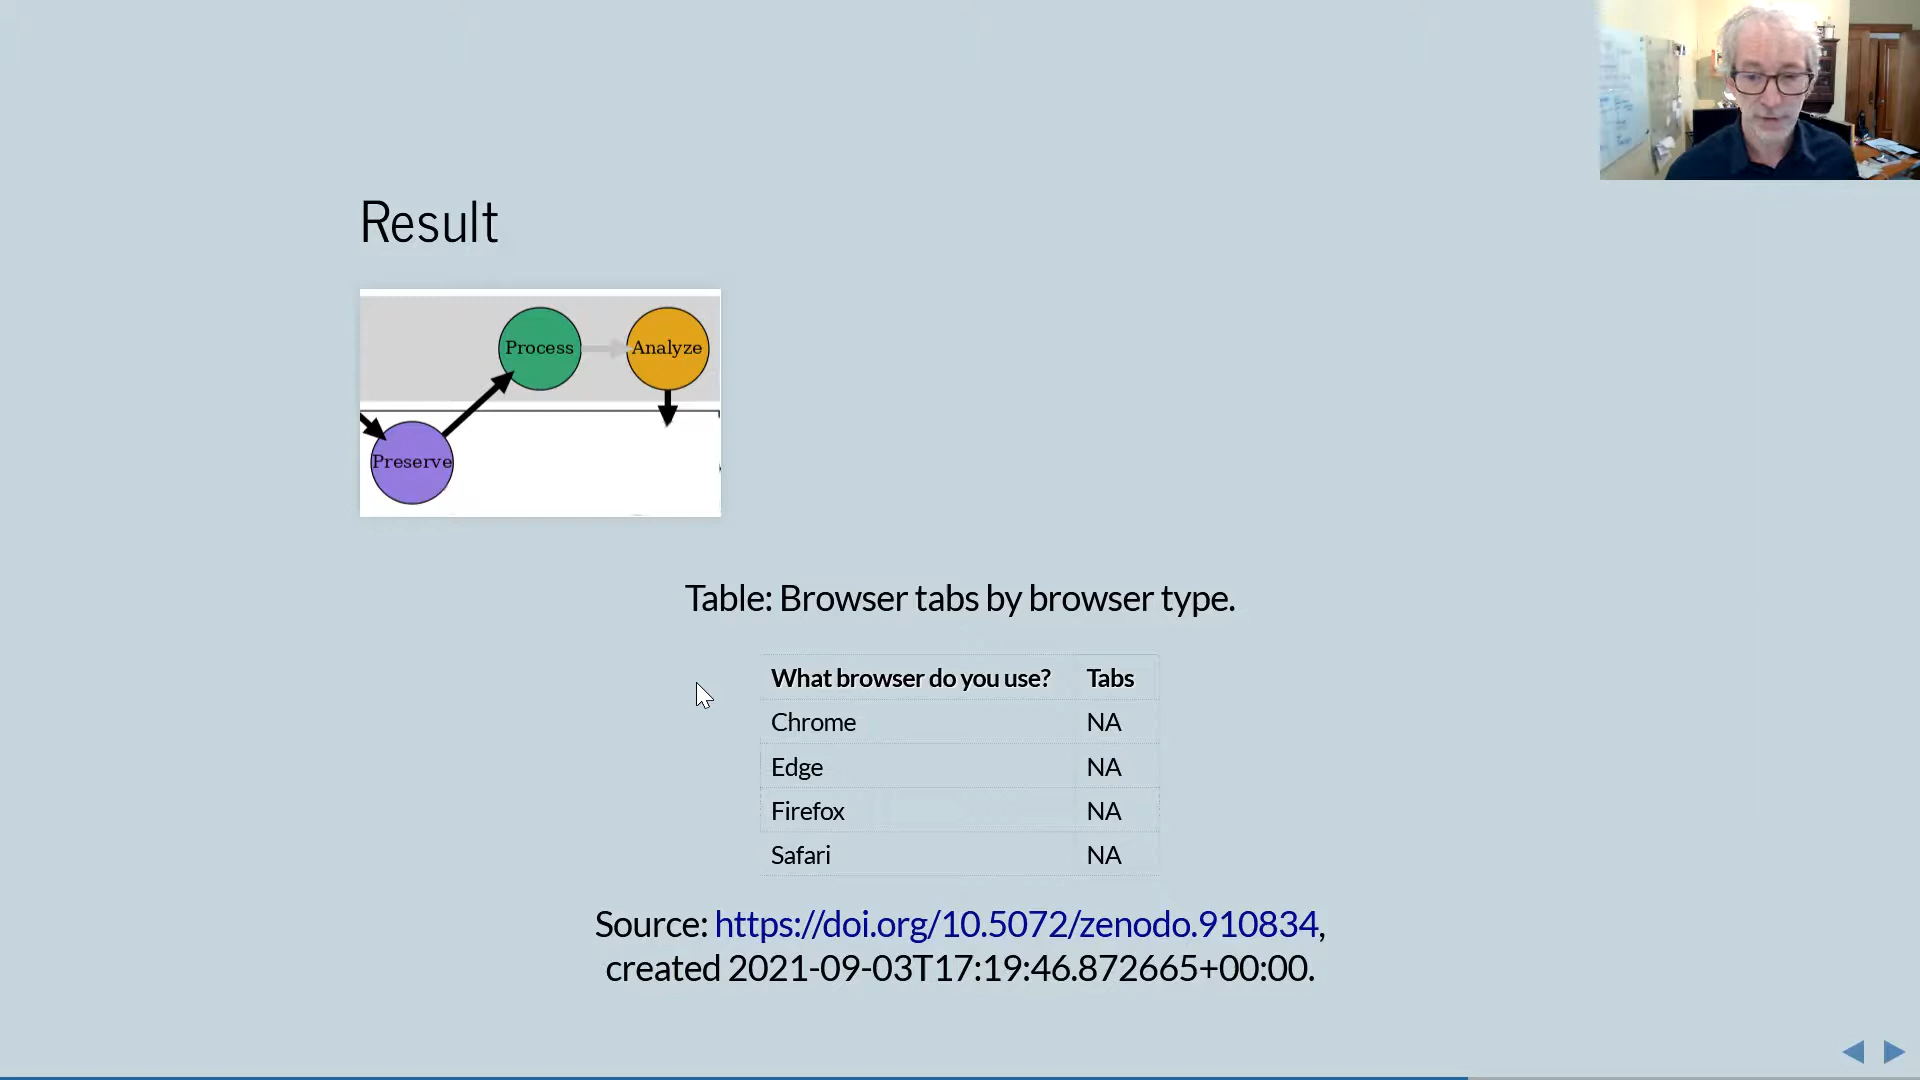 Result
Process
Analyze
Preserve
Table: Browser tabs by browser type.
What browser do you use? Tabs
Chrome NA
Edge NA
Firefox NA
Safari NA
Source: https://doi.org/10.5072/zenodo.910834,
created 2021-09-03T17:19:46.872665+00:00.